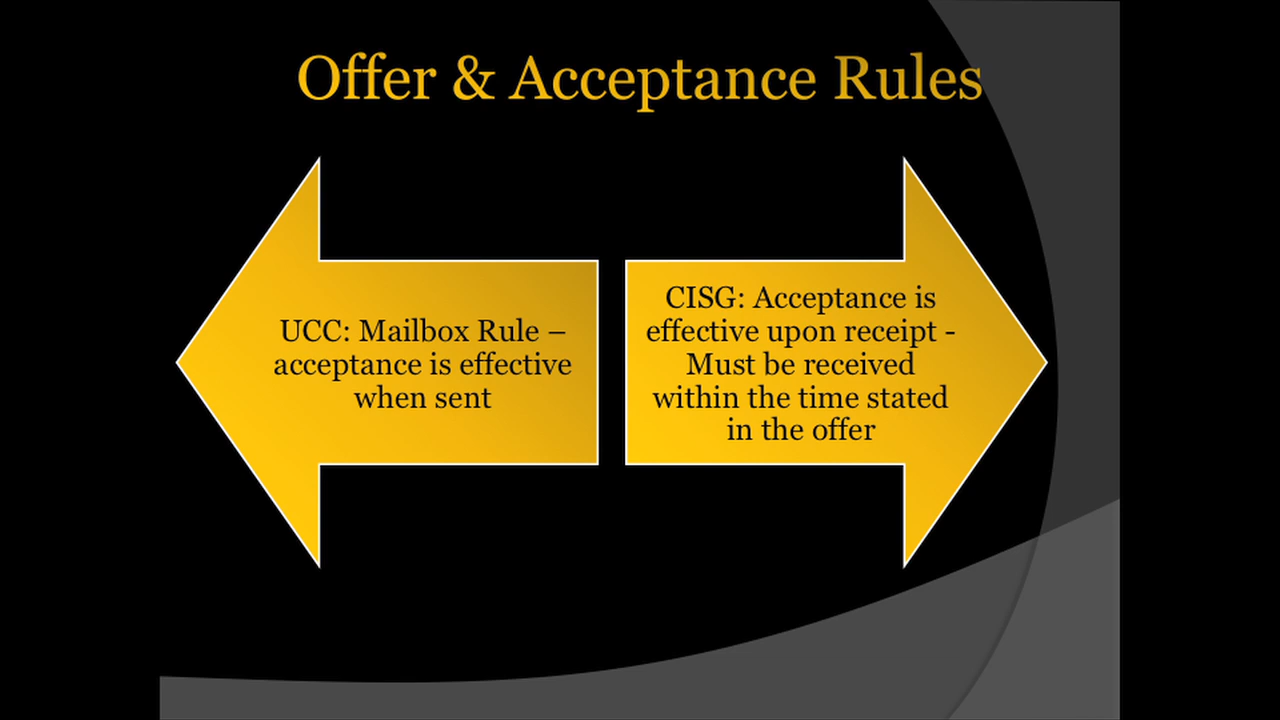 Offer & Acceptance Rules
UCC: Mailbox Rule –
acceptance is effective
when sent
CISG: Acceptance is
effective upon receipt -
Must be received
within the time stated
in the offer